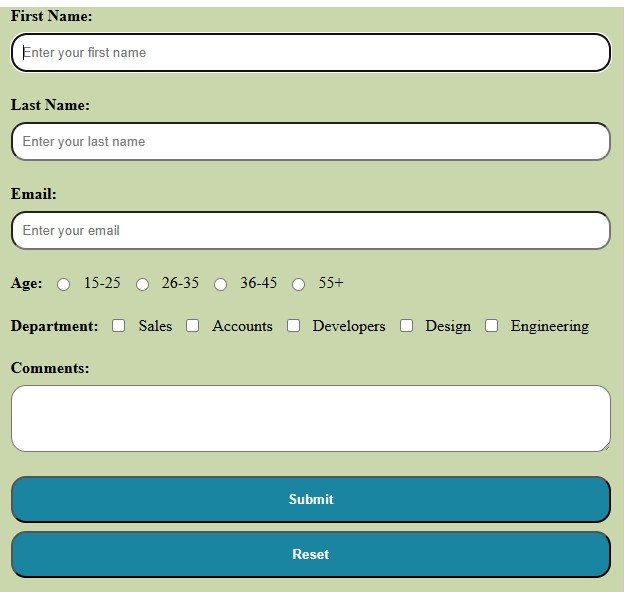 First Name:
Enter your first name
Last Name:
Enter your last name
Email:
Enter your email
Age: 15-25 26-35 36-45 55+
Department: Sales Accounts Developers Design Engineering
Comments:
Submit
Reset